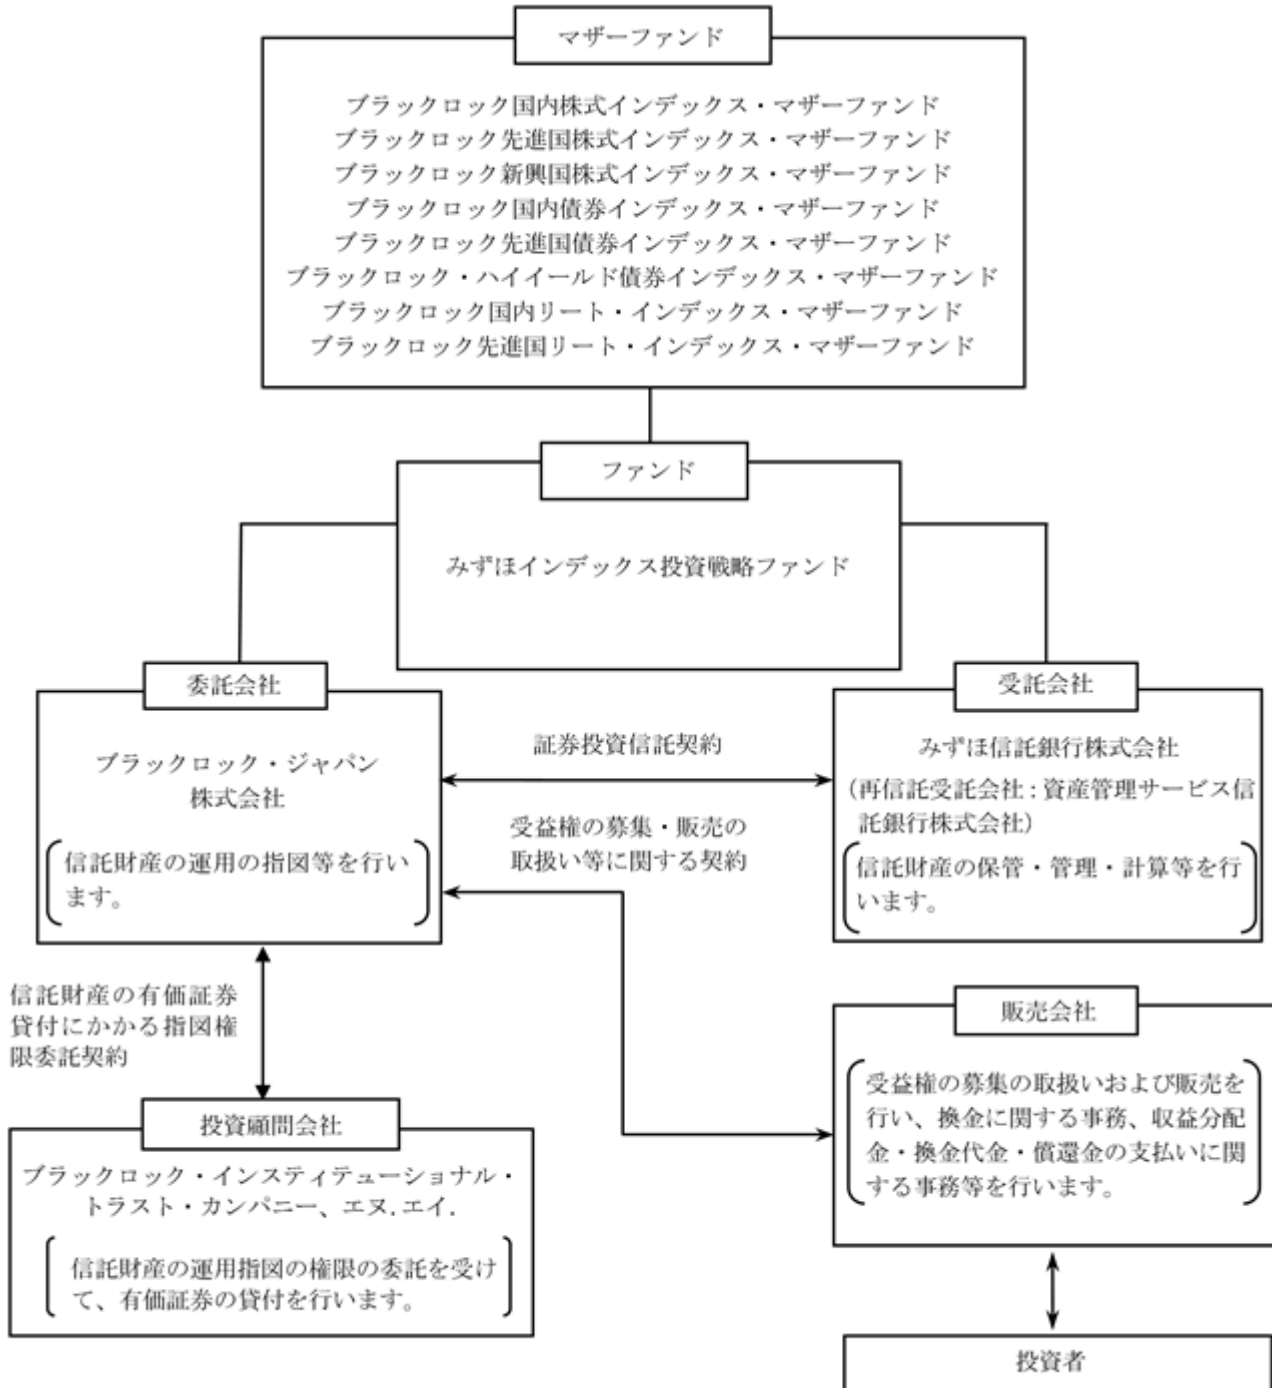 マザーファンド
ブラックロック国内株式インデックス・マザーファンド
ブラックロック先進国株式インデックス・マザーファンド
ブラックロック新興国株式インデックス・マザーファンド
ブラックロック国内債券インデックス・マザーファンド
ブラックロック先進国債券インデックス・マザーファンド
ブラックロック・ハイイールド債券インデックス・マザーファンド
ブラックロック国内リート・インデックス・マザーファンド
ブラックロック先進国リート・インデックス・マザーファンド
ファンド
みずほインデックス投資戦略ファンド
委託会社
ブラックロック・ジャパン
株式会社
信託財産の運用の指図等を行い
ます。
証券投資信託契約
受益権の募集・販売の
取扱い等に関する契約
受託会社
みずほ信託銀行株式会社
（再信託受託会社：資産管理サービス信
託銀行株式会社）
信託財産の保管・管理・計算等を行
います。
信託財産の有価証券
貸付にかかる指図権
限委託契約
投資顧問会社
ブラックロック・インスティテューショナル・
トラスト・カンパニー、エヌ.エイ.
信託財産の運用指図の権限の委託を受け
て、有価証券の貸付を行います。
販売会社
受益権の募集の取扱いおよび販売を
行い、換金に関する事務、収益分配
金・換金代金・償還金の支払いに関
する事務等を行います。
投資者